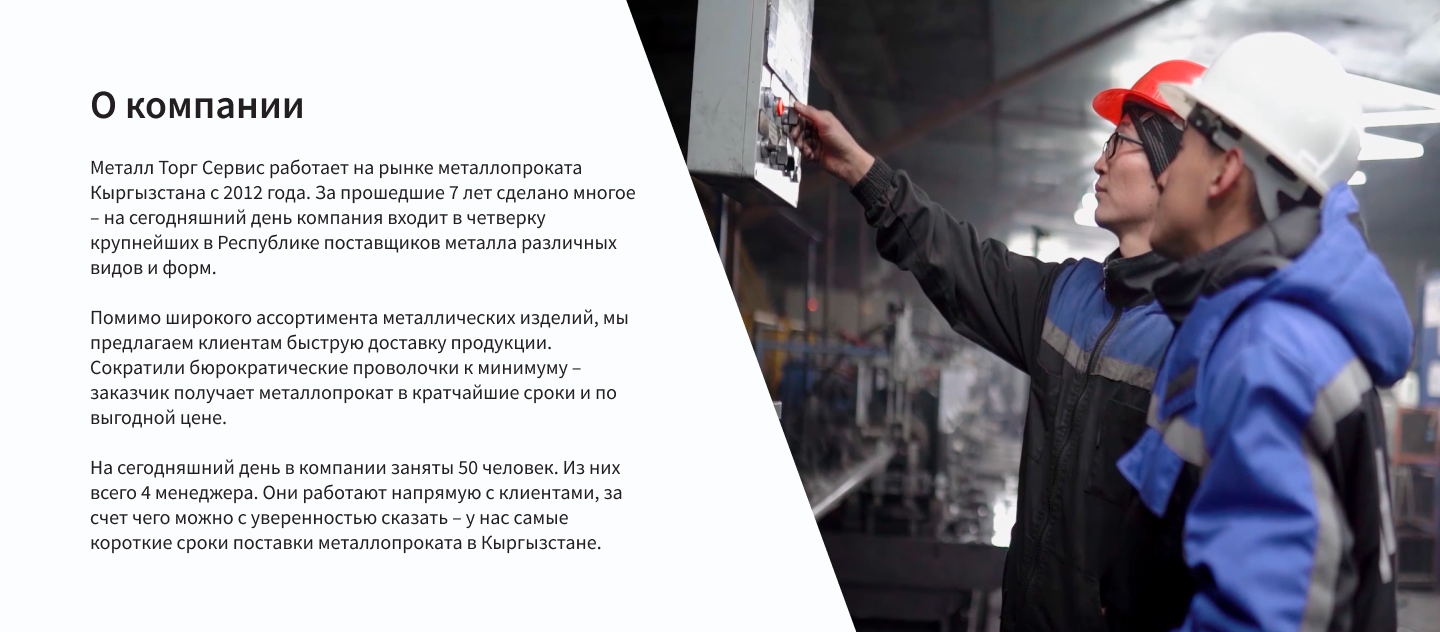 О компании
Металл Торг Сервис работает на рынке металлопроката
Кыргызстана с 2012 года. За прошедшие 7 лет сделано многое
– на сегодняшний день компания входит в четверку
крупнейших в Республике поставщиков металла различных
видов и форм.
Помимо широкого ассортимента металлических изделий, мы
предлагаем клиентам быструю доставку продукции.
Сократили бюрократические проволочки к минимуму –
заказчик получает металлопрокат в кратчайшие сроки и по
выгодной цене.
На сегодняшний день в компании заняты 50 человек. Из них
всего 4 менеджера. Они работают напрямую с клиентами, за
счет чего можно с уверенностью сказать – у нас самые
короткие сроки поставки металлопроката в Кыргызстане.